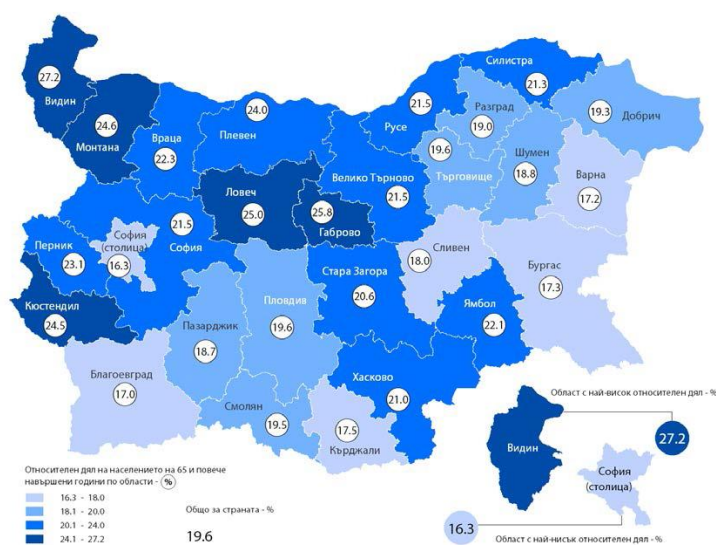 27.2
Видин
24.6
Монтана
Враца
22.3
24.0
Плевен
Силистра
21.3
21.5
Русе
Разград
19.0
19.3
Добрич
19.6
Търговище
Шумен
18.8
Варна
17.2
Ловеч
25.0
25.8
Габрово
Велико Търново
21.5
21.5
София
София
(столица)
16.3
Перник
23.1
Кюстендил
24.5
Сливен
18.0
Бургас
17.3
Стара Загора
20.6
Ямбол
22.1
Пловдив
19.6
Пазарджик
18.7
Благоевград
17.0
Смолян
19.5
Хасково
21.0
17.5
Кърджали
Област с най-висок относителен дял - %
Видин
27.2
София
(столица)
16.3
Област с най-нисък относителен дял - %
Относителен дял на населението на 65 и повече
навършени години по области - %
16.3 - 18.0
18.1 - 20.0
20.1 - 24.0
24.1 - 27.2
Общо за страната - %
19.6